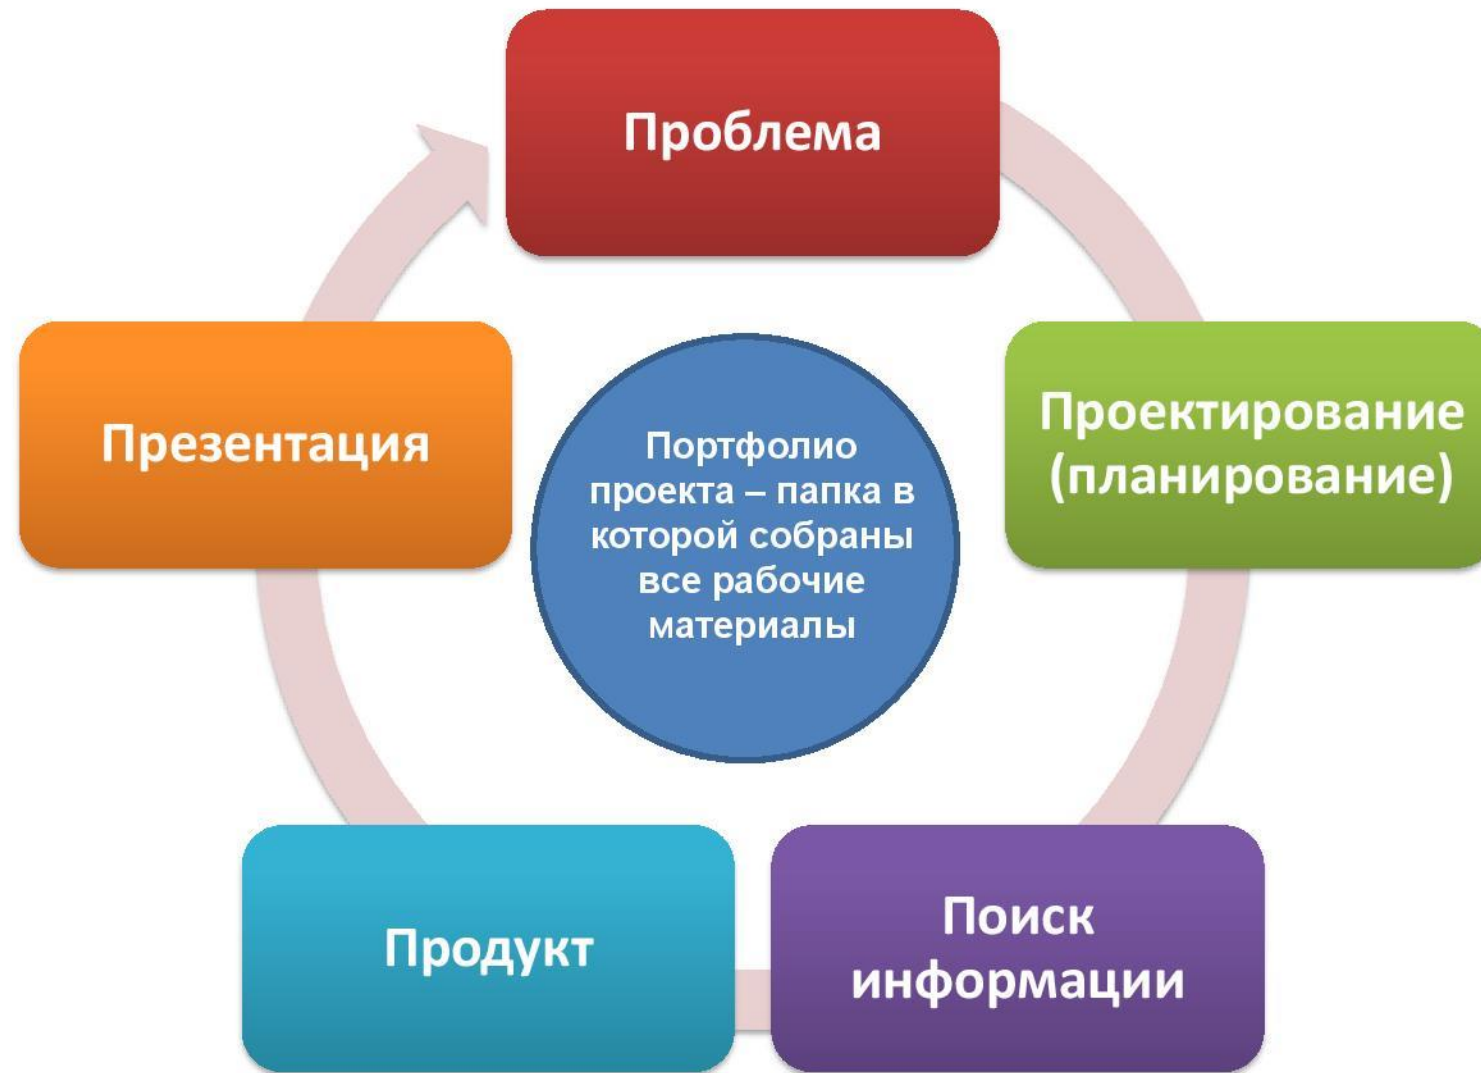 Проблема
Проектирование
(планирование)
Поиск
информации
Продукт
Презентация
Портфолио
проекта – папка в
которой собраны
все рабочие
материалы